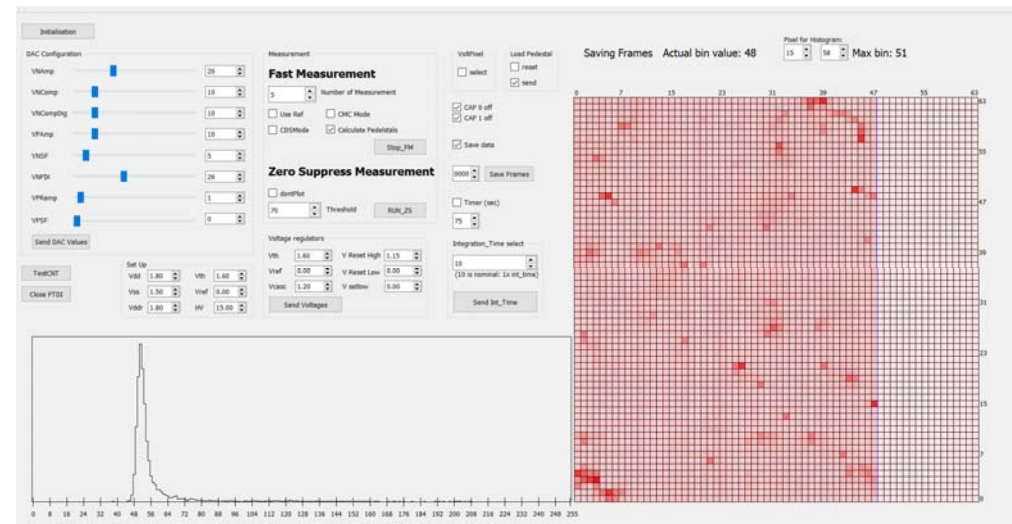 Initialisation
DAC Configuration
VNAmp 20
VNComp 10
VNCompDig 10
VPAmp 10
VNSF 5
VNFDI 26
VPRamp 1
VPSF 0
Send DAC Values
TestCNT
Close FTDI
Set Up
Vdd 1.80 Vth 1.60
Vss 1.50 Vref 0.00
Vddr 1.80 HV 15.00
Measurement
Fast Measurement
5 Number of Measurement
Use Ref CMC Mode
CDSMode Calculate Pedelstals
Stop_FM
Zero Suppress Measurement
dontPlot
70 Threshold RUN_ZS
Voltage regulators
Vth 1.60 V Reset High 1.15
Vref 0.00 V Reset Low 0.00
Vcasc 1.20 V setlow 0.00
Send Voltages
VoltPixel
select
Load Pedestal
reset
send
CAP 0 off
CAP 1 off
Save data
Save Frames
Timer (sec)
75
Integration_Time select
10
(10 is nominal: 1x int_time)
Send Int_Time
Saving Frames Actual bin value: 48
Pixel for Histogram:
15 58 Max bin: 51
0 7 15 23 31 39 47 55 63
63
55
47
39
31
23
15
7
0
0 8 16 24 32 40 48 56 64 72 80 88 96 104 112 120 128 136 144 152 160 168 176 184 192 200 208 216 224 232 240 248 255